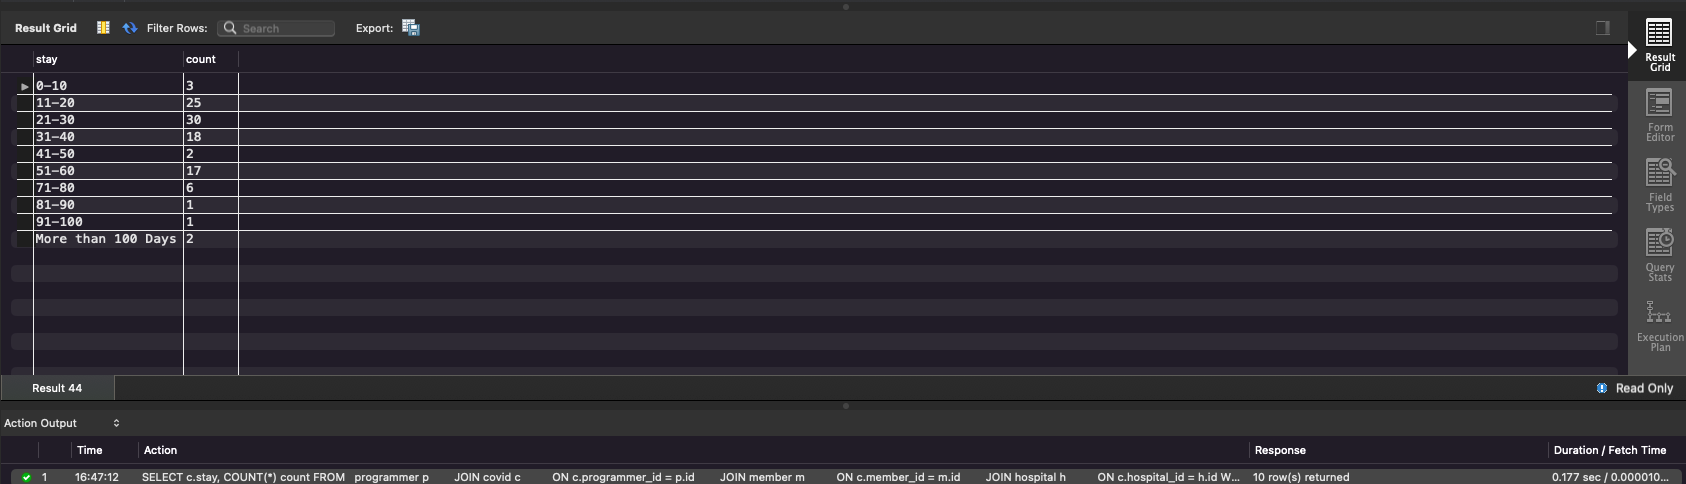 Result Grid Filter Rows: Search Export:
stay count
0-10 3
11-20 25
21-30 30
31-40 18
41-50 2
51-60 17
71-80 6
81-90 1
91-100 1
More than 100 Days 2
Result
Grid
Form
Editor
Field
Types
Query
Stats
Execution
Plan
Result 44 Read Only
Action Output
Time Action Response Duration / Fetch Time
1 16:47:12 SELECT c.stay, COUNT(*) count FROM programmer p JOIN covid c ON c.programmer_id = p.id JOIN member m ON c.member_id = m.id JOIN hospital h ON c.hospital_id = h.id W... 10 row(s) returned 0.177 sec / 0.000010...